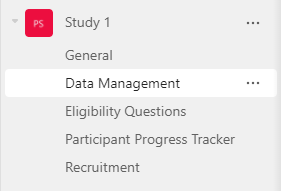 PS Study 1 ...
General
Data Management ...
Eligibility Questions
Participant Progress Tracker
Recruitment